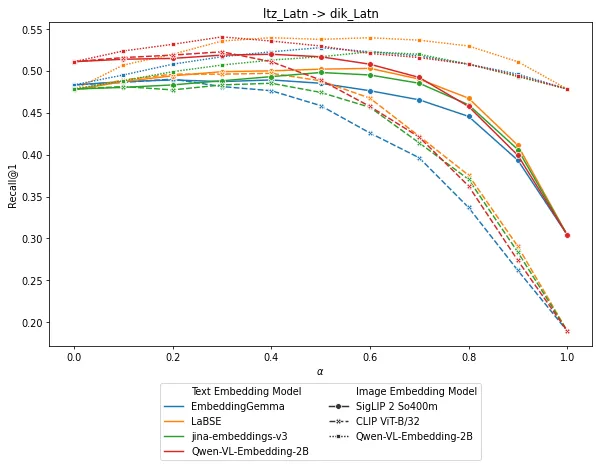 ltz_Latn -> dik_Latn
0.55
0.50
0.45
0.40
0.35
0.30
0.25
0.20
Recall@1
0.0 0.2 0.4 0.6 0.8 1.0
α
Text Embedding Model Image Embedding Model
EmbeddingGemma SigLIP 2 So400m
LaBSE CLIP ViT-B/32
jina-embeddings-v3 Qwen-VL-Embedding-2B
Qwen-VL-Embedding-2B